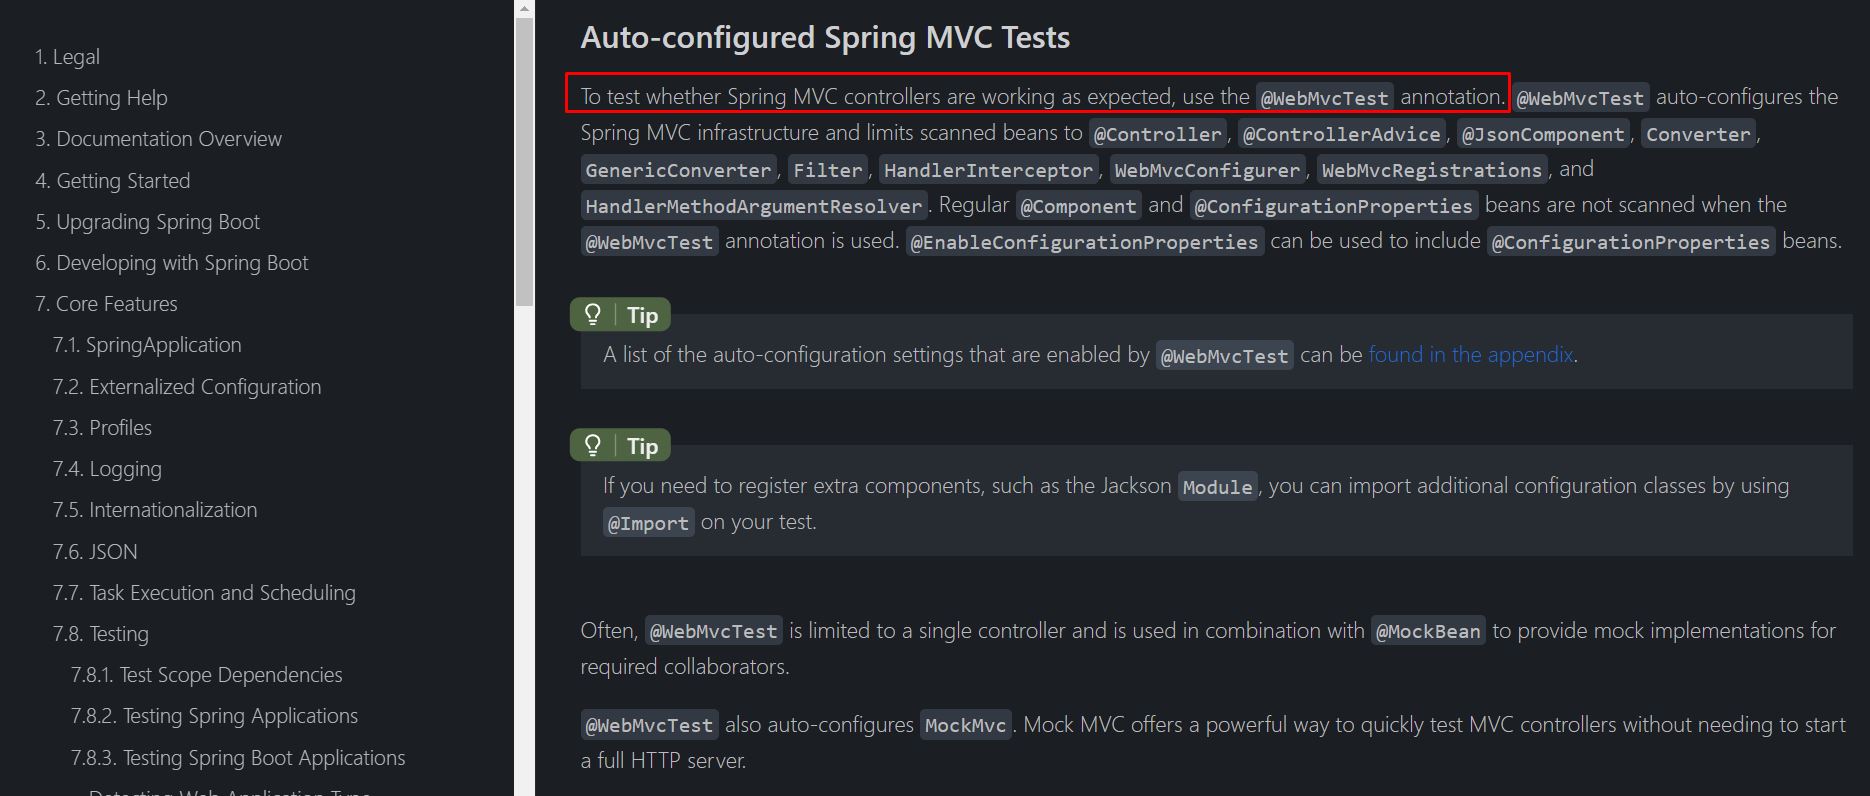 1. Legal
2. Getting Help
3. Documentation Overview
4. Getting Started
5. Upgrading Spring Boot
6. Developing with Spring Boot
7. Core Features
7.1. SpringApplication
7.2. Externalized Configuration
7.3. Profiles
7.4. Logging
7.5. Internationalization
7.6. JSON
7.7. Task Execution and Scheduling
7.8. Testing
7.8.1. Test Scope Dependencies
7.8.2. Testing Spring Applications
7.8.3. Testing Spring Boot Applications
Detecting Web Application Type
Auto-configured Spring MVC Tests
To test whether Spring MVC controllers are working as expected, use the @WebMvcTest annotation. @WebMvcTest auto-configures the
Spring MVC infrastructure and limits scanned beans to @Controller, @ControllerAdvice, @JsonComponent, Converter,
GenericConverter, Filter, HandlerInterceptor, WebMvcConfigurer, WebMvcRegistrations, and
HandlerMethodArgumentResolver. Regular @Component and @ConfigurationProperties beans are not scanned when the
@WebMvcTest annotation is used. @EnableConfigurationProperties can be used to include @ConfigurationProperties beans.
Tip
A list of the auto-configuration settings that are enabled by @WebMvcTest can be found in the appendix.
Tip
If you need to register extra components, such as the Jackson Module, you can import additional configuration classes by using
@Import on your test.
Often, @WebMvcTest is limited to a single controller and is used in combination with @MockBean to provide mock implementations for
required collaborators.
@WebMvcTest also auto-configures MockMvc. Mock MVC offers a powerful way to quickly test MVC controllers without needing to start
a full HTTP server.